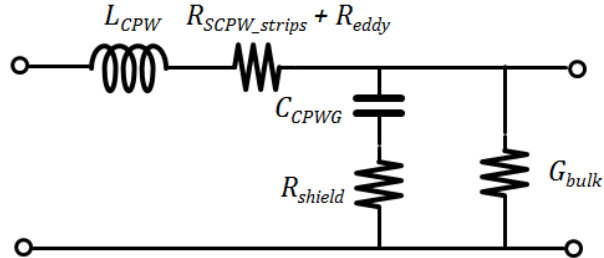 L_CPW
R_SCPW_strips + R_eddy
C_CPWG
R_shield
G_bulk